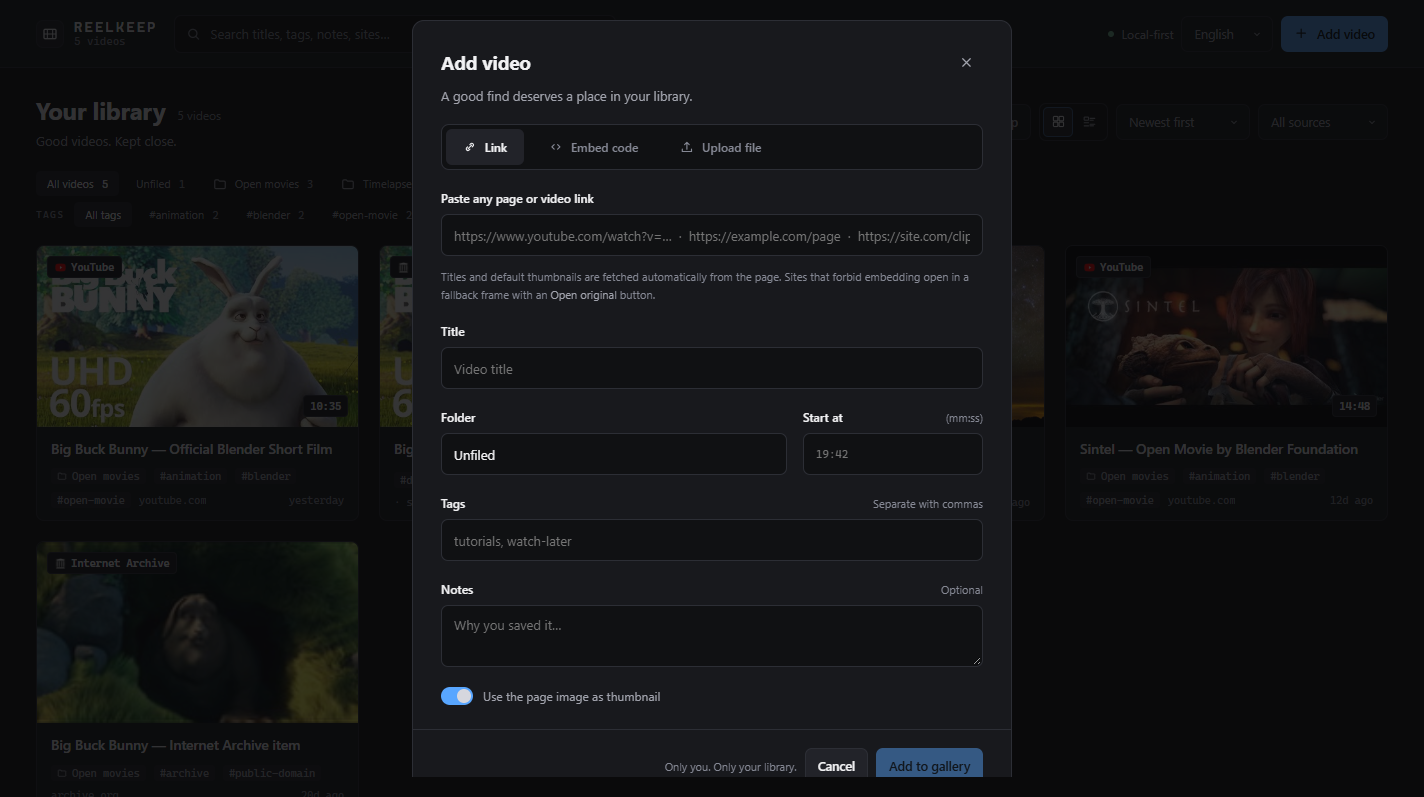 REELKEEP
5 videos
Search titles, tags, notes, sites...
Local-first
English
Add video
Your library
5 videos
Good videos. Kept close.
Newest first
All sources
All videos 5
Unfiled 1
Open movies 3
Timelapse
TAGS
All tags
#animation 2
#blender 2
#open-movie 2
YouTube
BIG BUCK
BUNNY
UHD
60fps
10:35
Big Buck Bunny — Official Blender Short Film
Open movies
#animation
#blender
#open-movie
youtube.com
yesterday
YouTube
SINTEL
14:48
Sintel — Open Movie by Blender Foundation
Open movies
#animation
#blender
#open-movie
youtube.com
12d ago
Internet Archive
Big Buck Bunny — Internet Archive item
Open movies
#archive
#public-domain
archive.org
20d ago
Add video
A good find deserves a place in your library.
Link
Embed code
Upload file
Paste any page or video link
https://www.youtube.com/watch?v=... · https://example.com/page · https://site.com/clip
Titles and default thumbnails are fetched automatically from the page. Sites that forbid embedding open in a
fallback frame with an Open original button.
Title
Video title
Folder
Start at
(mm:ss)
Unfiled
19:42
Tags
Separate with commas
tutorials, watch-later
Notes
Optional
Why you saved it...
Use the page image as thumbnail
Only you. Only your library.
Cancel
Add to gallery